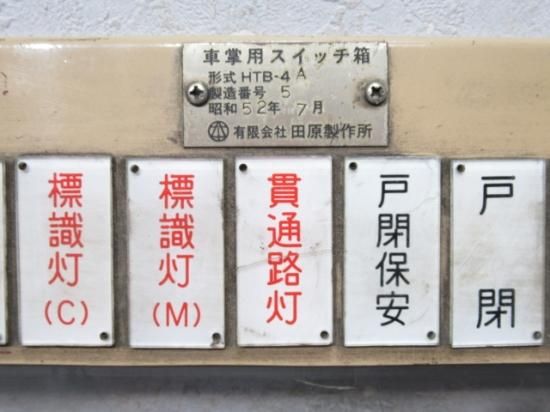 車掌用スイッチ箱
形式 HTB-4A
製造番号 5
昭和52年 7月
有限会社田原製作所
標識灯(C)
標識灯(M)
貫通路灯
戸閉保安
戸閉